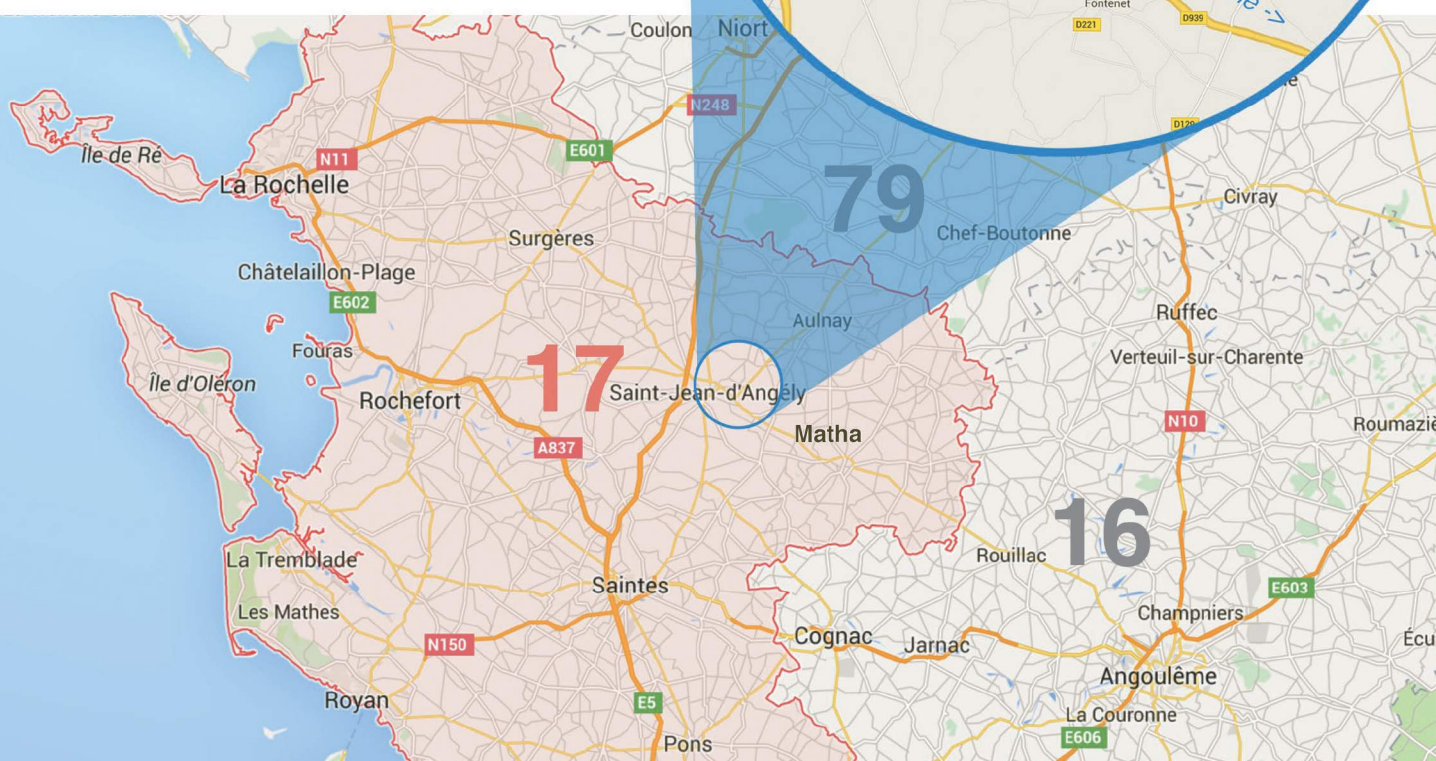 Fontenet
D221
D939
Coulon
Niort
N248
D129
Île de Ré
N11
E601
La Rochelle
79
Civray
Surgères
Chef-Boutonne
Châtelaillon-Plage
E602
Ruffec
Aulnay
Fouras
17
Verteuil-sur-Charente
Île d'Oléron
Rochefort
Saint-Jean-d'Angély
Matha
N10
A837
16
Rouillac
La Tremblade
Saintes
E603
Les Mathes
Champniers
N150
Cognac
Jarnac
Angoulême
Royan
E5
La Couronne
E606
Pons